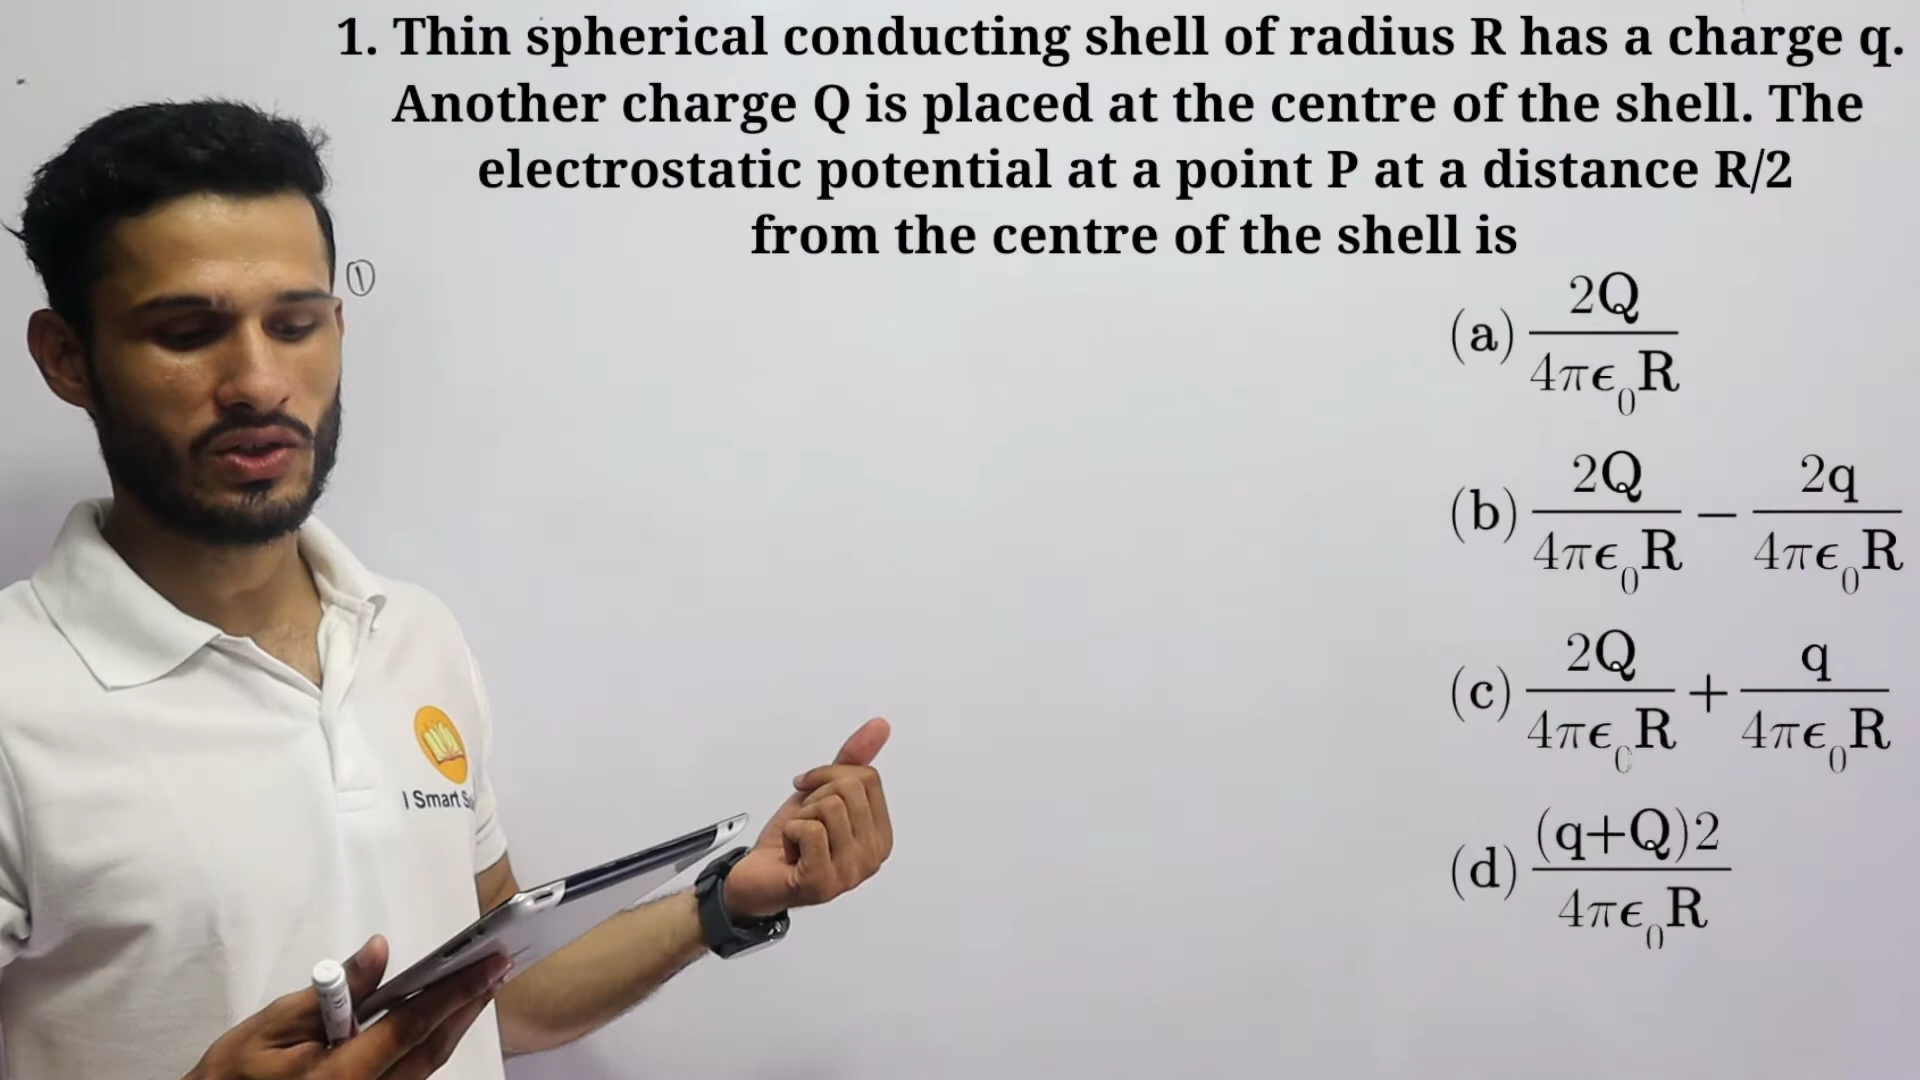 1. Thin spherical conducting shell of radius R has a charge q.
Another charge Q is placed at the centre of the shell. The
electrostatic potential at a point P at a distance R/2
from the centre of the shell is
①
(a) 2Q/4πϵ₀R
(b) 2Q/4πϵ₀R − 2q/4πϵ₀R
(c) 2Q/4πϵ₀R + q/4πϵ₀R
(d) (q+Q)2/4πϵ₀R
I Smart